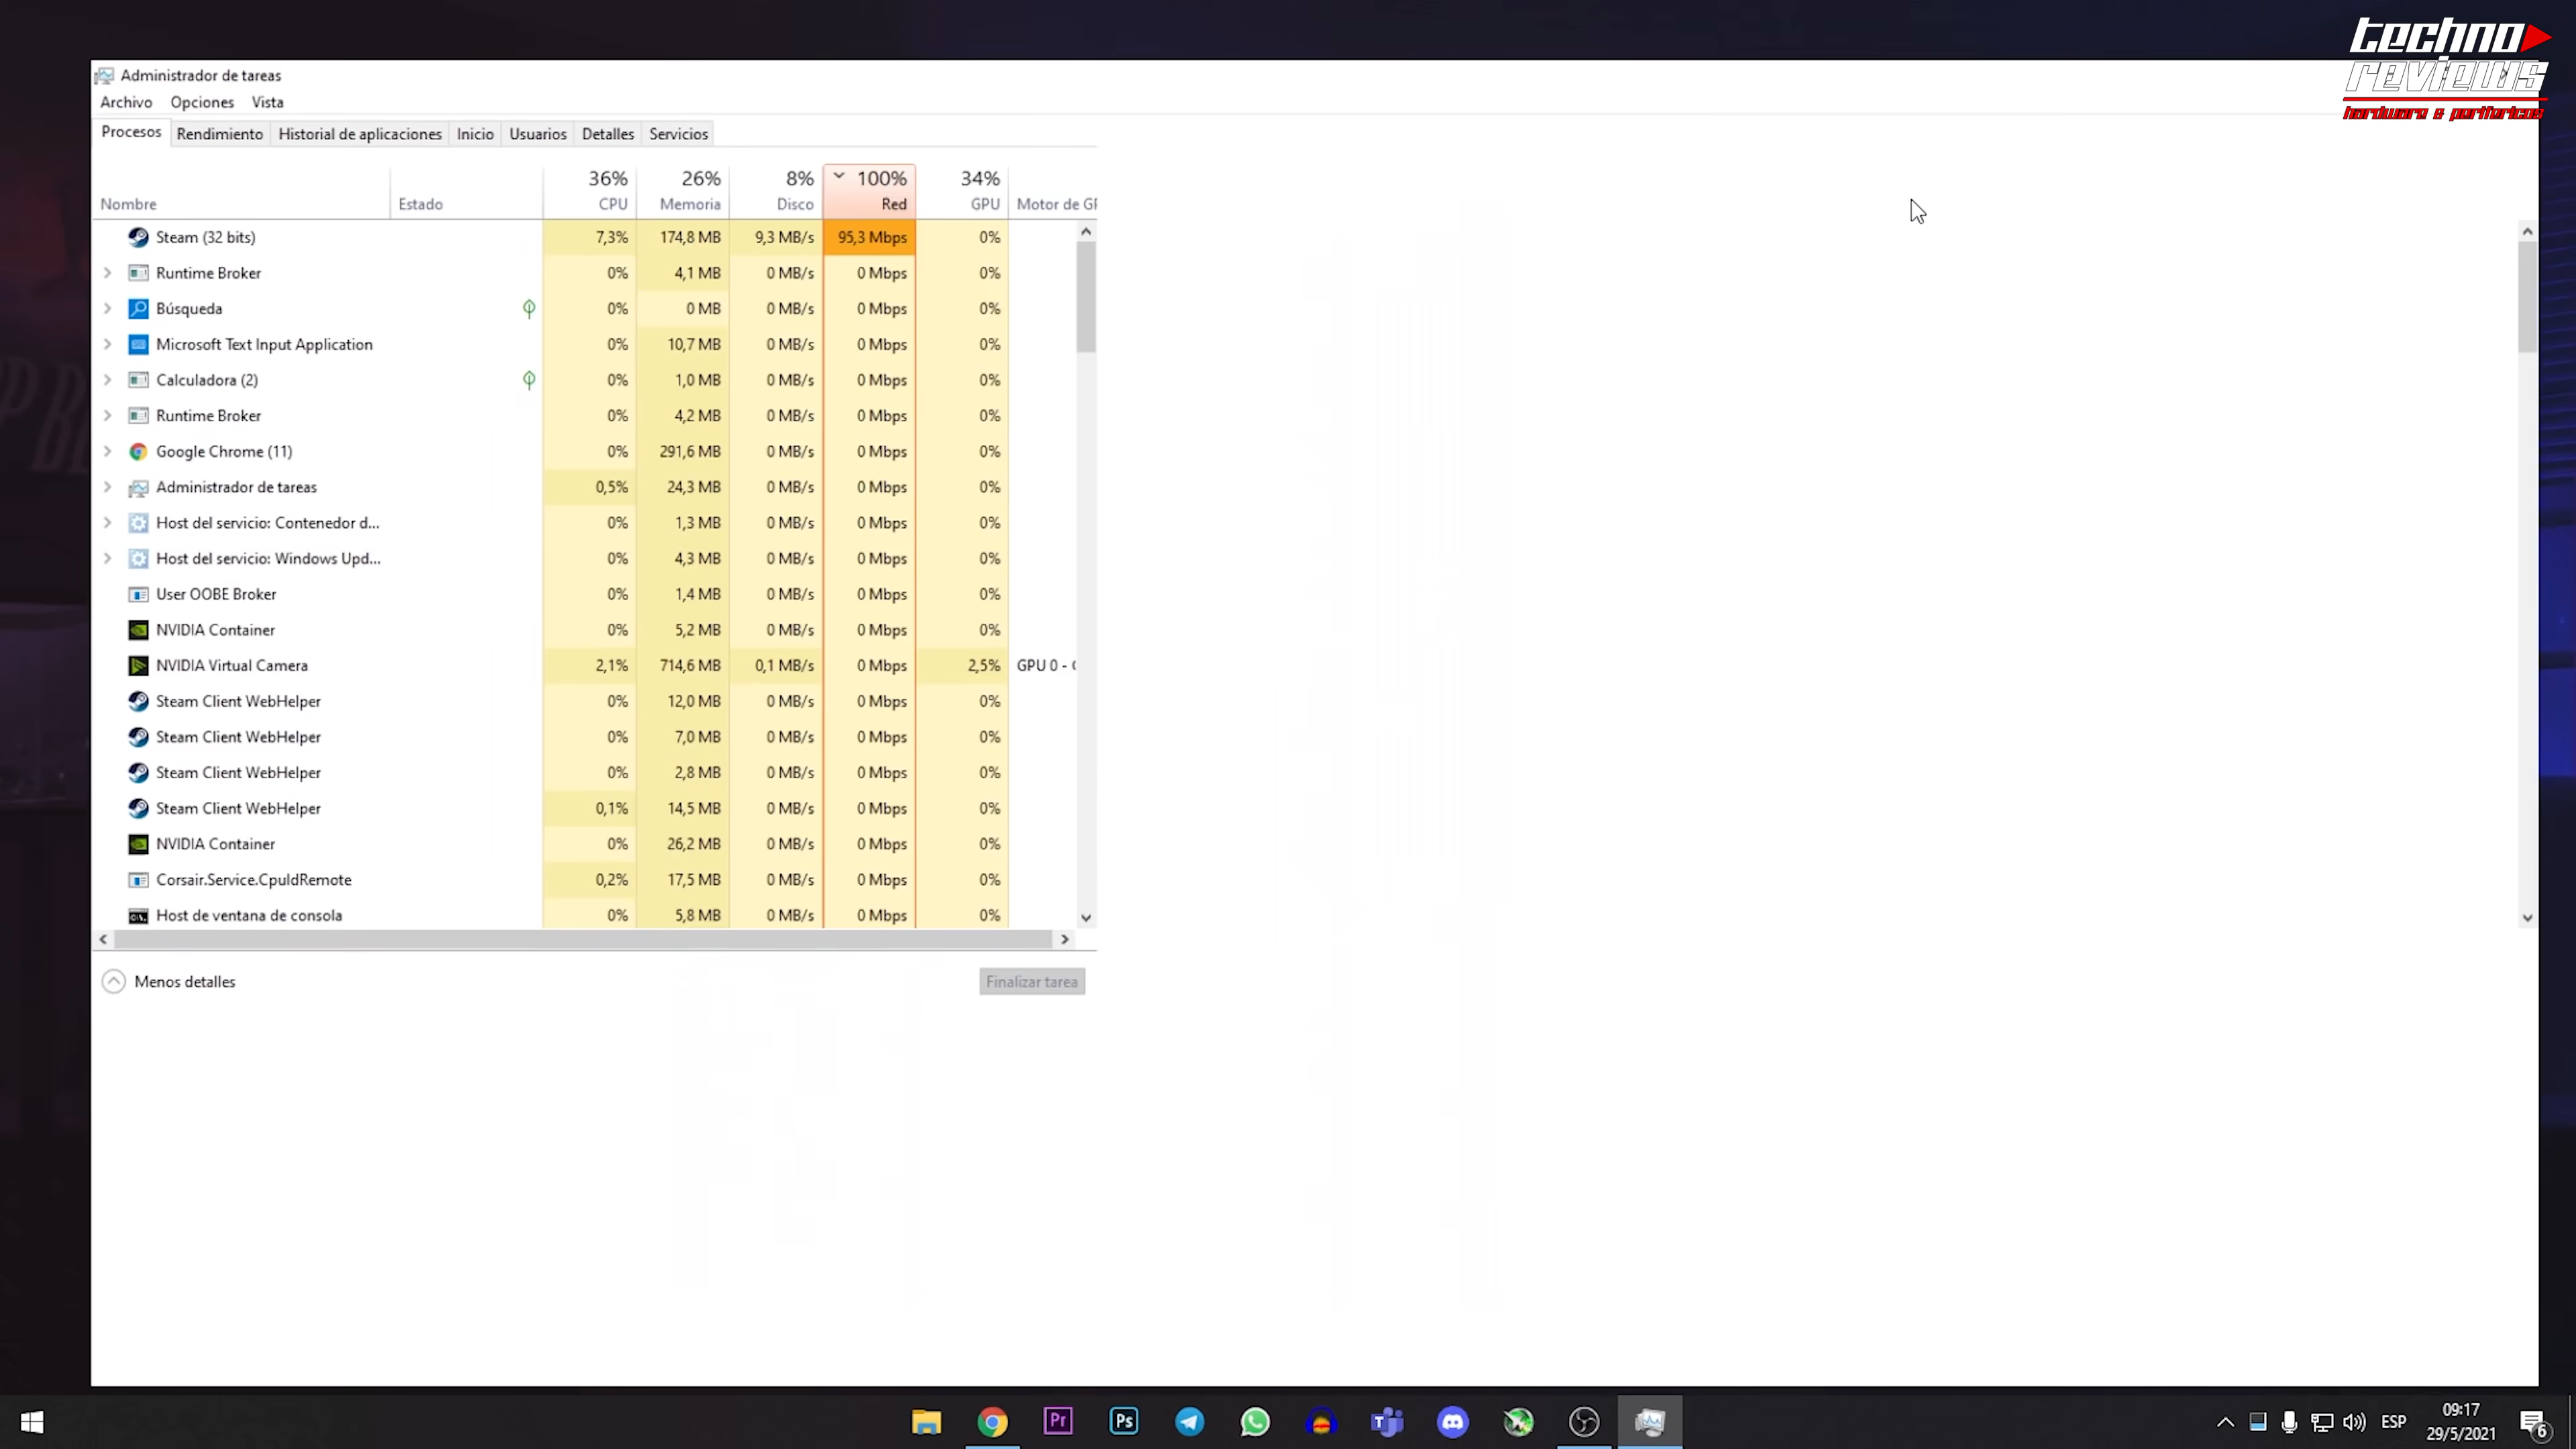 techno
reviews
hardware & perifericos
Administrador de tareas
Archivo Opciones Vista
Procesos Rendimiento Historial de aplicaciones Inicio Usuarios Detalles Servicios
36% 26% 8% 100% 34%
Nombre Estado CPU Memoria Disco Red GPU Motor de GP
Steam (32 bits) 7,3% 174,8 MB 9,3 MB/s 95,3 Mbps 0%
Runtime Broker 0% 4,1 MB 0 MB/s 0 Mbps 0%
Búsqueda 0% 0 MB 0 MB/s 0 Mbps 0%
Microsoft Text Input Application 0% 10,7 MB 0 MB/s 0 Mbps 0%
Calculadora (2) 0% 1,0 MB 0 MB/s 0 Mbps 0%
Runtime Broker 0% 4,2 MB 0 MB/s 0 Mbps 0%
Google Chrome (11) 0% 291,6 MB 0 MB/s 0 Mbps 0%
Administrador de tareas 0,5% 24,3 MB 0 MB/s 0 Mbps 0%
Host del servicio: Contenedor d... 0% 1,3 MB 0 MB/s 0 Mbps 0%
Host del servicio: Windows Upd... 0% 4,3 MB 0 MB/s 0 Mbps 0%
User OOBE Broker 0% 1,4 MB 0 MB/s 0 Mbps 0%
NVIDIA Container 0% 5,2 MB 0 MB/s 0 Mbps 0%
NVIDIA Virtual Camera 2,1% 714,6 MB 0,1 MB/s 0 Mbps 2,5% GPU 0 -
Steam Client WebHelper 0% 12,0 MB 0 MB/s 0 Mbps 0%
Steam Client WebHelper 0% 7,0 MB 0 MB/s 0 Mbps 0%
Steam Client WebHelper 0% 2,8 MB 0 MB/s 0 Mbps 0%
Steam Client WebHelper 0,1% 14,5 MB 0 MB/s 0 Mbps 0%
NVIDIA Container 0% 26,2 MB 0 MB/s 0 Mbps 0%
Corsair.Service.CpuIdRemote 0,2% 17,5 MB 0 MB/s 0 Mbps 0%
Host de ventana de consola 0% 5,8 MB 0 MB/s 0 Mbps 0%
Menos detalles Finalizar tarea
Pr Ps ESP 09:17
29/5/2021 6